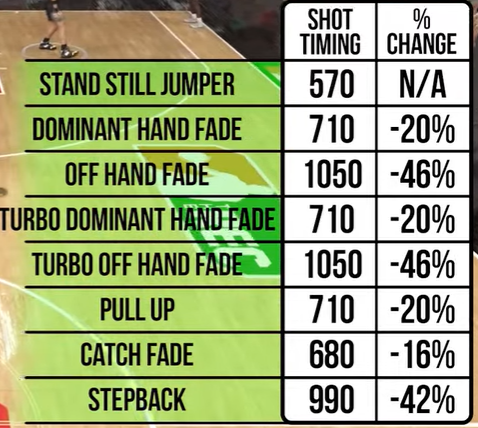 SHOT TIMING % CHANGE
STAND STILL JUMPER 570 N/A
DOMINANT HAND FADE 710 -20%
OFF HAND FADE 1050 -46%
TURBO DOMINANT HAND FADE 710 -20%
TURBO OFF HAND FADE 1050 -46%
PULL UP 710 -20%
CATCH FADE 680 -16%
STEPBACK 990 -42%